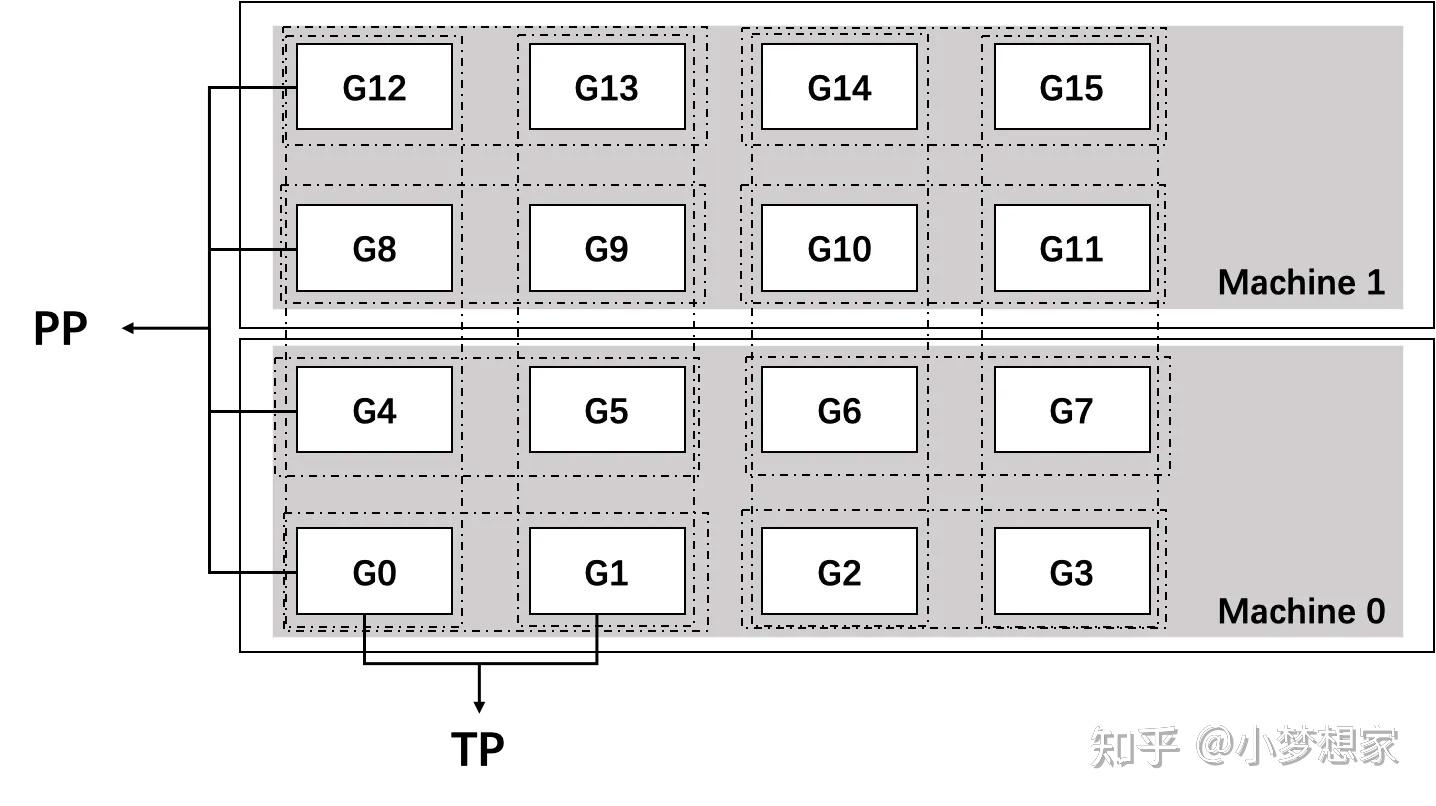 G12 G13 G14 G15
G8 G9 G10 G11
Machine 1
PP
G4 G5 G6 G7
G0 G1 G2 G3
Machine 0
TP
知乎 @小梦想家